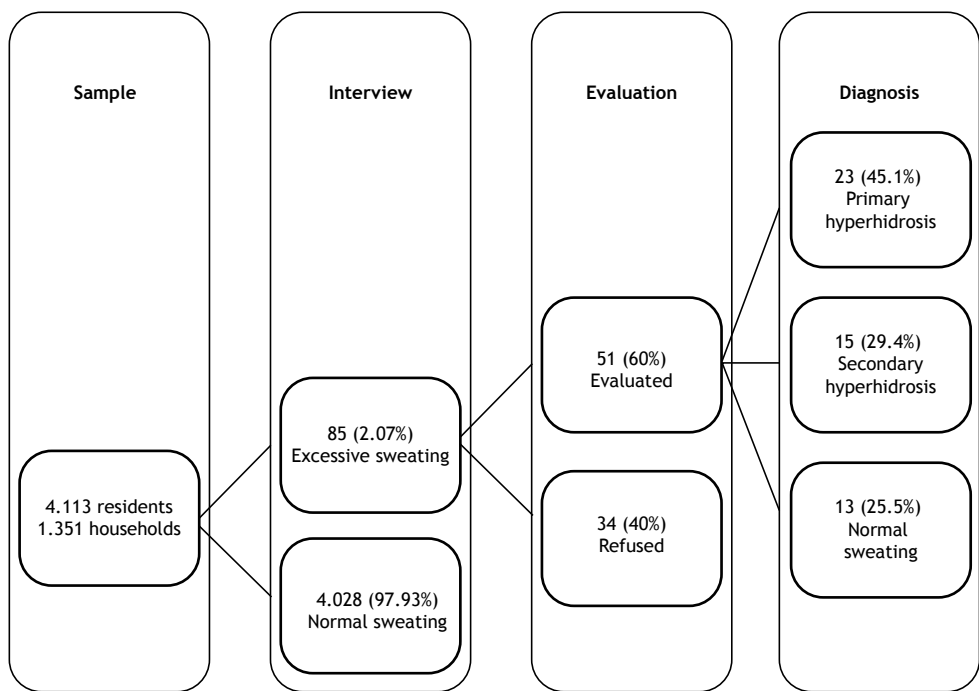 Sample
4.113 residents
1.351 households
Interview
85 (2.07%)
Excessive sweating
4.028 (97.93%)
Normal sweating
Evaluation
51 (60%)
Evaluated
34 (40%)
Refused
Diagnosis
23 (45.1%)
Primary
hyperhidrosis
15 (29.4%)
Secondary
hyperhidrosis
13 (25.5%)
Normal
sweating